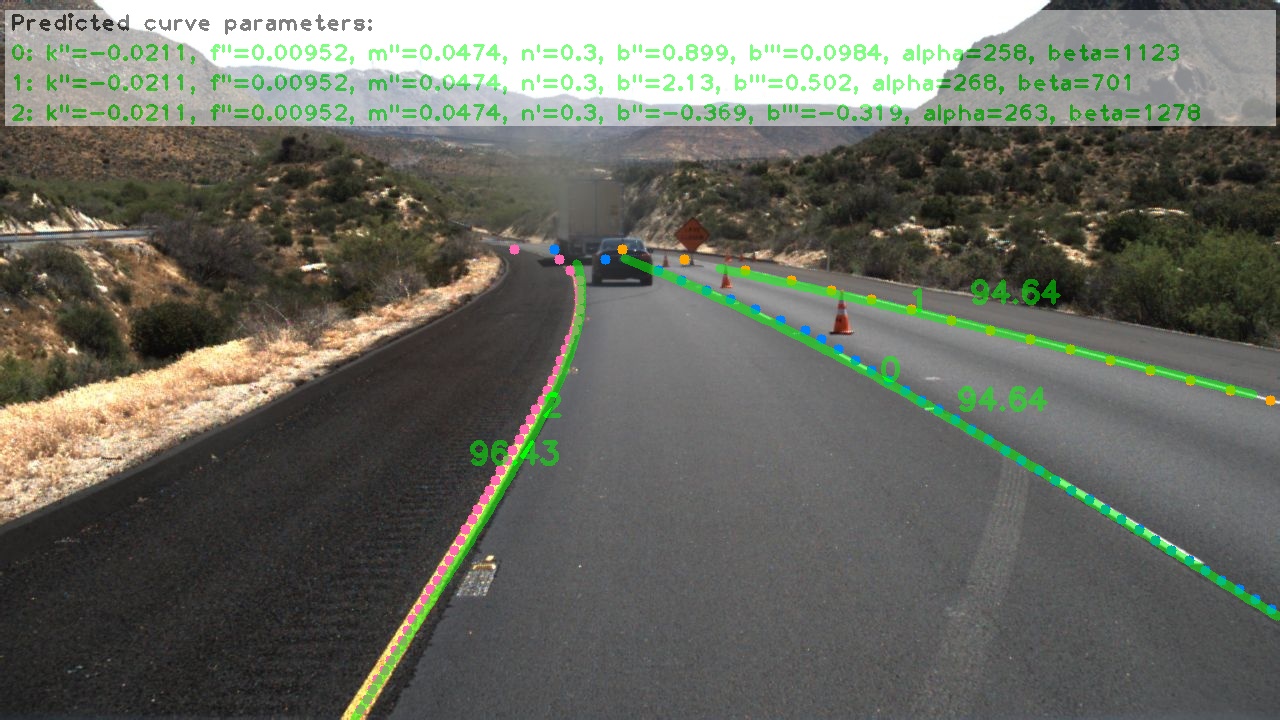 Predicted curve parameters:
0: k''=-0.0211, f''=0.00952, m''=0.0474, n'=0.3, b''=0.899, b'''=0.0984, alpha=258, beta=1123
1: k''=-0.0211, f''=0.00952, m''=0.0474, n'=0.3, b''=2.13, b'''=0.502, alpha=268, beta=701
2: k''=-0.0211, f''=0.00952, m''=0.0474, n'=0.3, b''=-0.369, b'''=-0.319, alpha=263, beta=1278
1 94.64
0
94.64
2
96.43